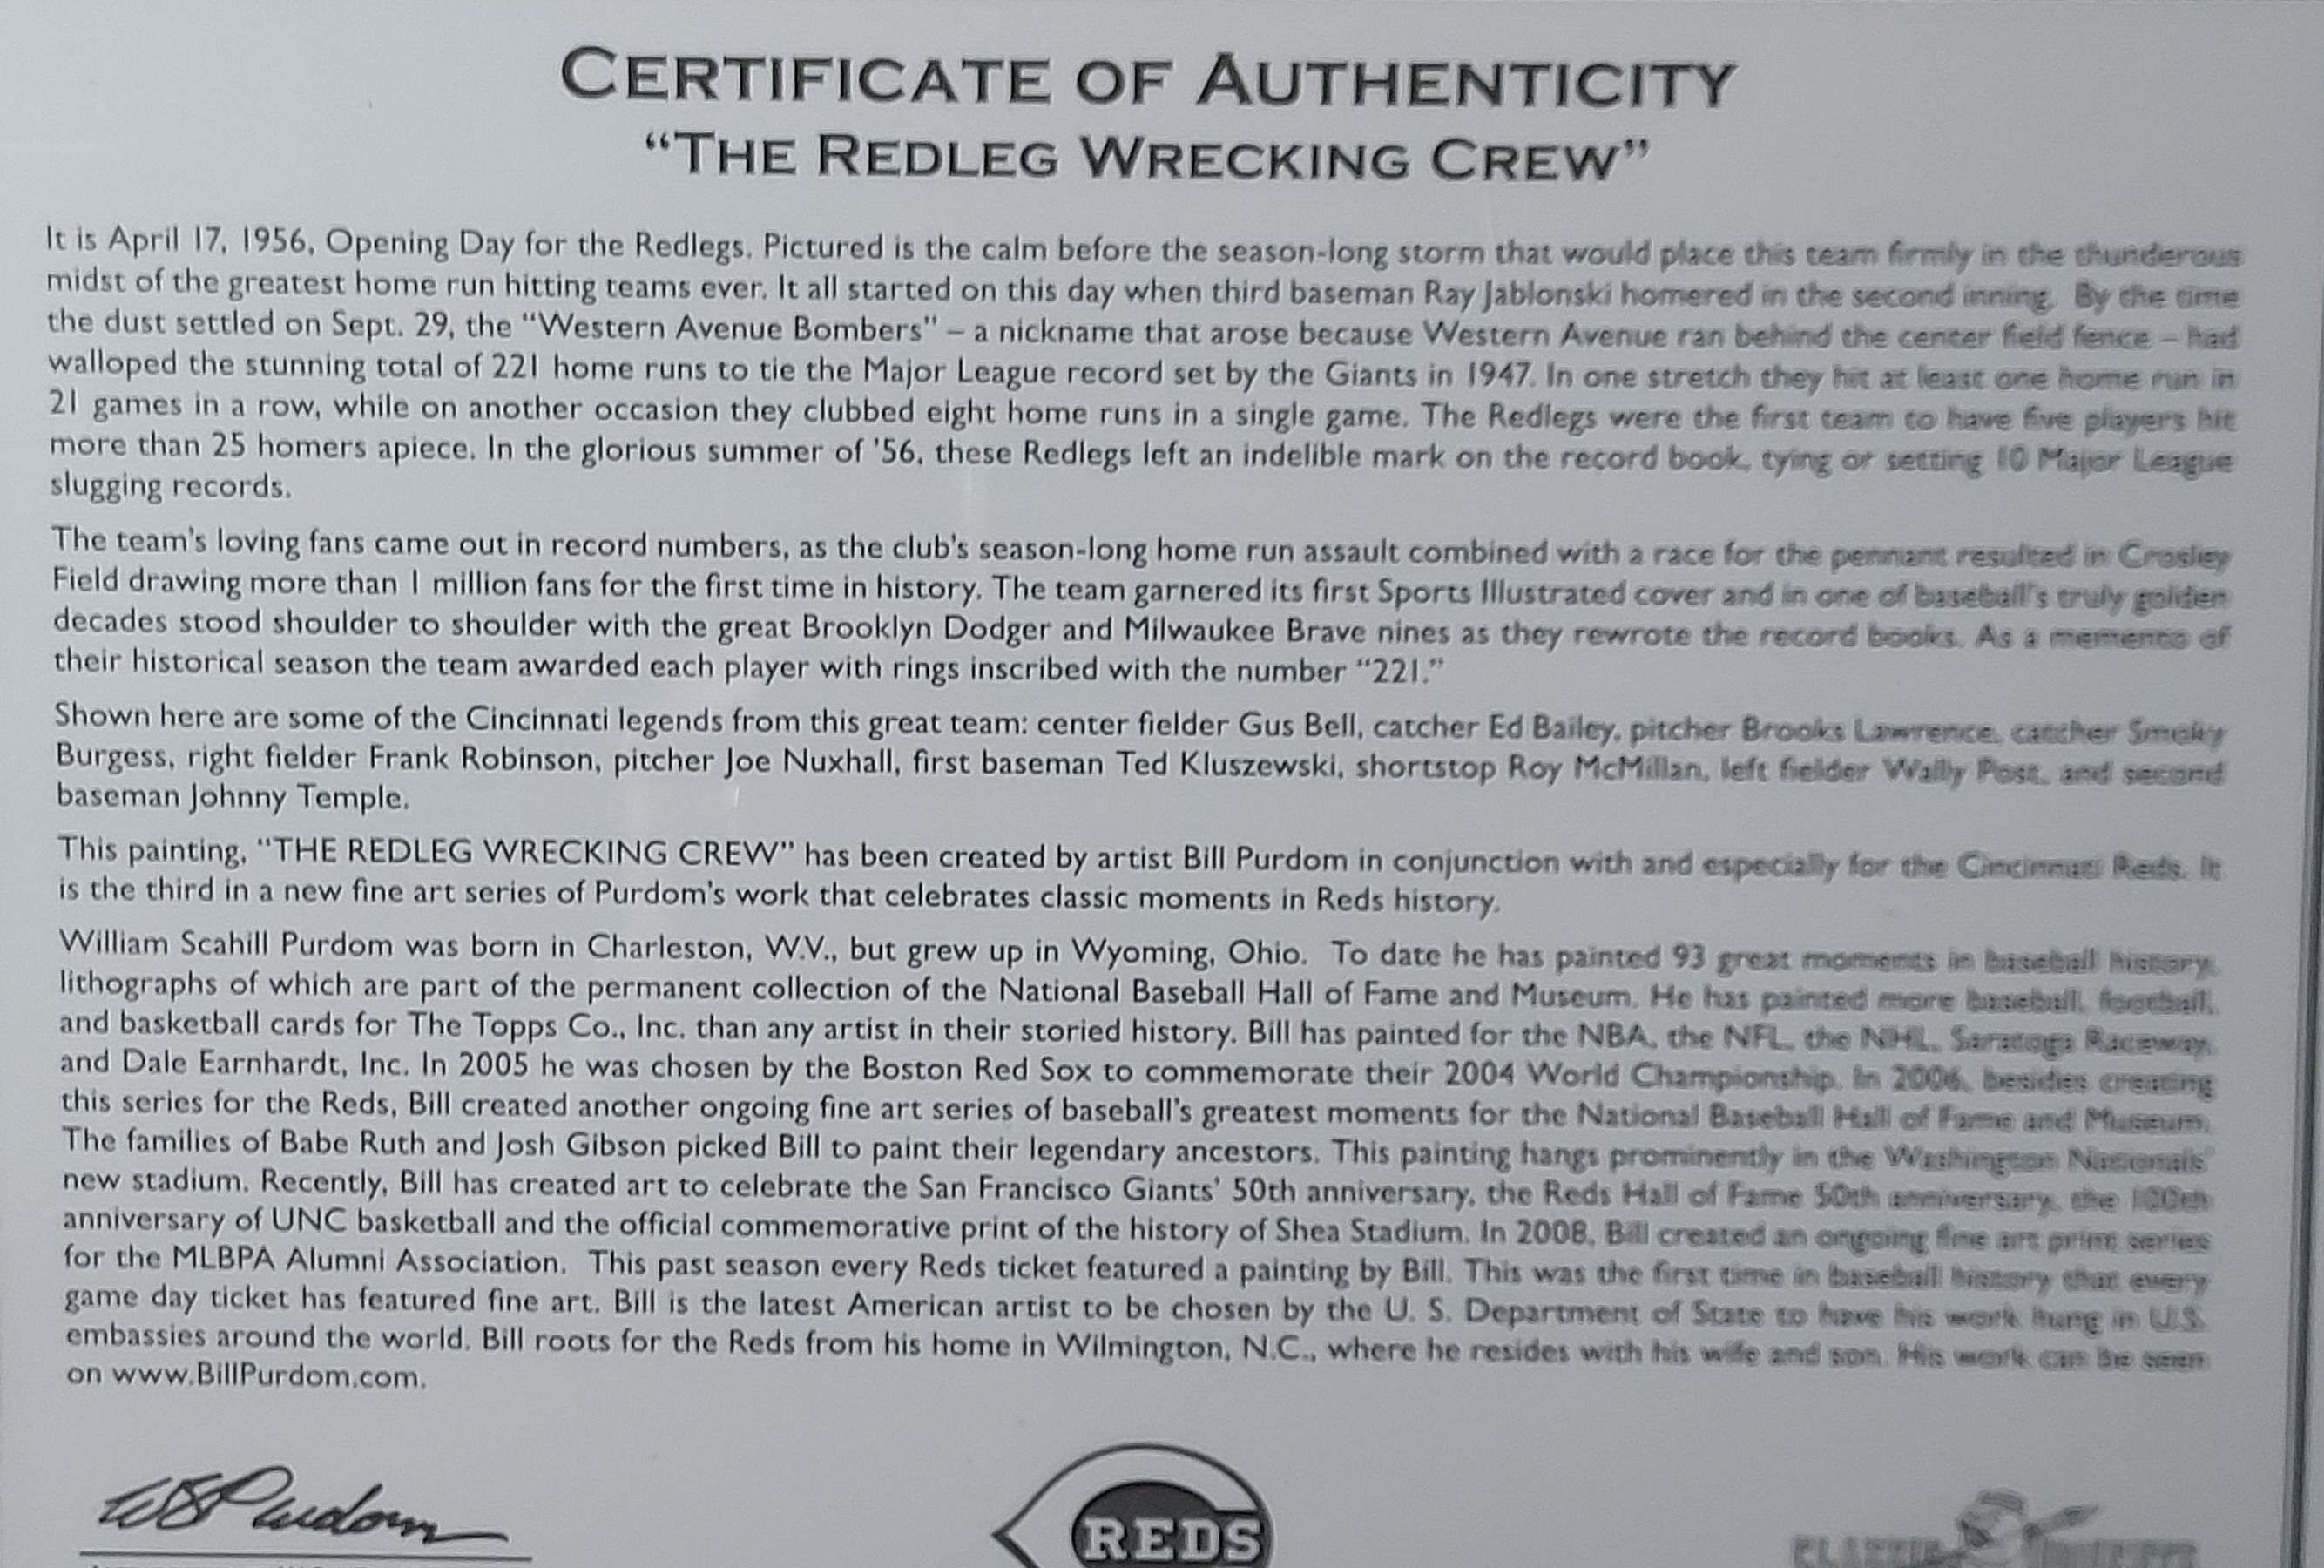 CERTIFICATE OF AUTHENTICITY
“THE REDLEG WRECKING CREW”
It is April 17, 1956, Opening Day for the Redlegs. Pictured is the calm before the season-long storm that would place this team firmly in the thunderous
midst of the greatest home run hitting teams ever. It all started on this day when third baseman Ray Jablonski homered in the second inning. By the time
the dust settled on Sept. 29, the “Western Avenue Bombers” – a nickname that arose because Western Avenue ran behind the center field fence – had
walloped the stunning total of 221 home runs to tie the Major League record set by the Giants in 1947. In one stretch they hit at least one home run in
21 games in a row, while on another occasion they clubbed eight home runs in a single game. The Redlegs were the first team to have five players hit
more than 25 homers apiece. In the glorious summer of '56, these Redlegs left an indelible mark on the record book, tying or setting 10 Major League
slugging records.
The team's loving fans came out in record numbers, as the club's season-long home run assault combined with a race for the pennant resulted in Crosley
Field drawing more than 1 million fans for the first time in history. The team garnered its first Sports Illustrated cover and in one of baseball's truly golden
decades stood shoulder to shoulder with the great Brooklyn Dodger and Milwaukee Brave nines as they rewrote the record books. As a memento of
their historical season the team awarded each player with rings inscribed with the number “221.”
Shown here are some of the Cincinnati legends from this great team: center fielder Gus Bell, catcher Ed Bailey, pitcher Brooks Lawrence, catcher Smoky
Burgess, right fielder Frank Robinson, pitcher Joe Nuxhall, first baseman Ted Kluszewski, shortstop Roy McMillan, left fielder Wally Post, and second
baseman Johnny Temple.
This painting, “THE REDLEG WRECKING CREW” has been created by artist Bill Purdom in conjunction with and especially for the Cincinnati Reds. It
is the third in a new fine art series of Purdom's work that celebrates classic moments in Reds history.
William Scahill Purdom was born in Charleston, W.V., but grew up in Wyoming, Ohio. To date he has painted 93 great moments in baseball history,
lithographs of which are part of the permanent collection of the National Baseball Hall of Fame and Museum. He has painted more baseball, football,
and basketball cards for The Topps Co., Inc. than any artist in their storied history. Bill has painted for the NBA, the NFL, the NHL, Saratoga Raceway,
and Dale Earnhardt, Inc. In 2005 he was chosen by the Boston Red Sox to commemorate their 2004 World Championship. In 2006, besides creating
this series for the Reds, Bill created another ongoing fine art series of baseball's greatest moments for the National Baseball Hall of Fame and Museum.
The families of Babe Ruth and Josh Gibson picked Bill to paint their legendary ancestors. This painting hangs prominently in the Washington Nationals'
new stadium. Recently, Bill has created art to celebrate the San Francisco Giants' 50th anniversary, the Reds Hall of Fame 50th anniversary, the 100th
anniversary of UNC basketball and the official commemorative print of the history of Shea Stadium. In 2008, Bill created an ongoing fine art print series
for the MLBPA Alumni Association. This past season every Reds ticket featured a painting by Bill. This was the first time in baseball history that every
game day ticket has featured fine art. Bill is the latest American artist to be chosen by the U. S. Department of State to have his work hung in U.S.
embassies around the world. Bill roots for the Reds from his home in Wilmington, N.C., where he resides with his wife and son. His work can be seen
on www.BillPurdom.com.
WSPurdom
REDS